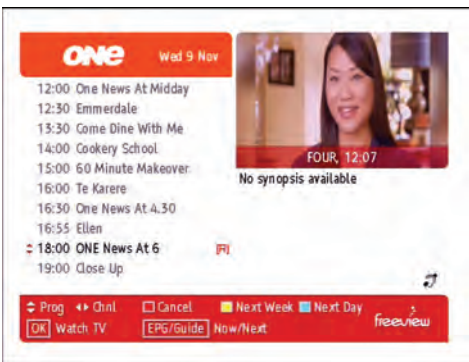 ONE Wed 9 Nov
12:00 One News At Midday
12:30 Emmerdale
13:30 Come Dine With Me
14:00 Cookery School
15:00 60 Minute Makeover
16:00 Te Karere
16:30 One News At 4.30
16:55 Ellen
18:00 ONE News At 6 [R]
19:00 Close Up
FOUR, 12:07
No synopsis available
Prog Chnl Cancel Next Week Next Day
OK Watch TV EPG/Guide Now/Next
freeview